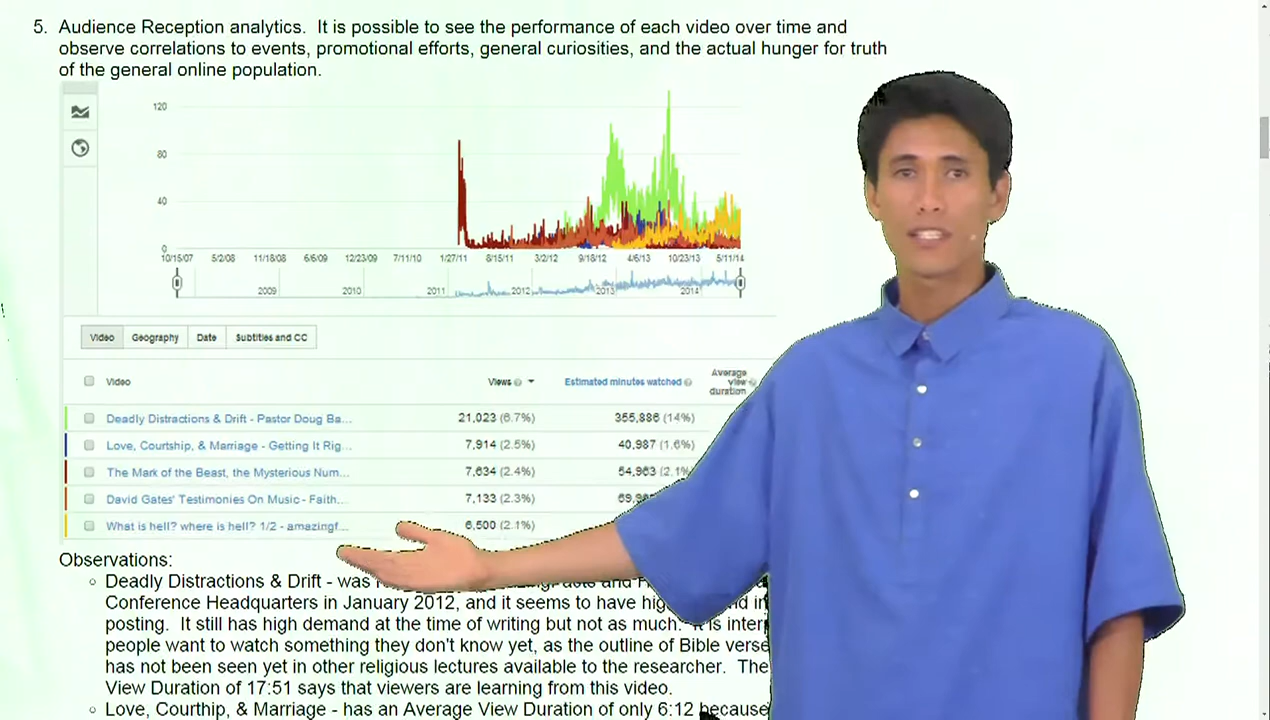 5. Audience Reception analytics. It is possible to see the performance of each video over time and
observe correlations to events, promotional efforts, general curiosities, and the actual hunger for truth
of the general online population.
120
80
40
0
10/15/07 5/2/08 11/18/08 6/6/09 12/23/09 7/11/10 1/27/11 8/15/11 3/2/12 9/18/12 4/6/13 10/23/13 5/11/14
2009 2010 2011 2012 2013 2014
Video Geography Date Subtitles and CC
Video Views Estimated minutes watched Average view duration
Deadly Distractions & Drift - Pastor Doug Ba... 21,023 (6.7%) 355,886 (14%)
Love, Courtship, & Marriage - Getting It Rig... 7,914 (2.5%) 40,987 (1.6%)
The Mark of the Beast, the Mysterious Num... 7,634 (2.4%) 54,963 (2.1%
David Gates' Testimonies On Music - Faith... 7,133 (2.3%)
What is hell? where is hell? 1/2 - amazingf... 6,500 (2.1%)
Observations:
Deadly Distractions & Drift - was
Conference Headquarters in January 2012, and it seems to have
posting. It still has high demand at the time of writing but not as much. It is
people want to watch something they don't know yet, as the outline of Bible verse
has not been seen yet in other religious lectures available to the researcher. The
View Duration of 17:51 says that viewers are learning from this video.
Love, Courthip, & Marriage - has an Average View Duration of only 6:12 because